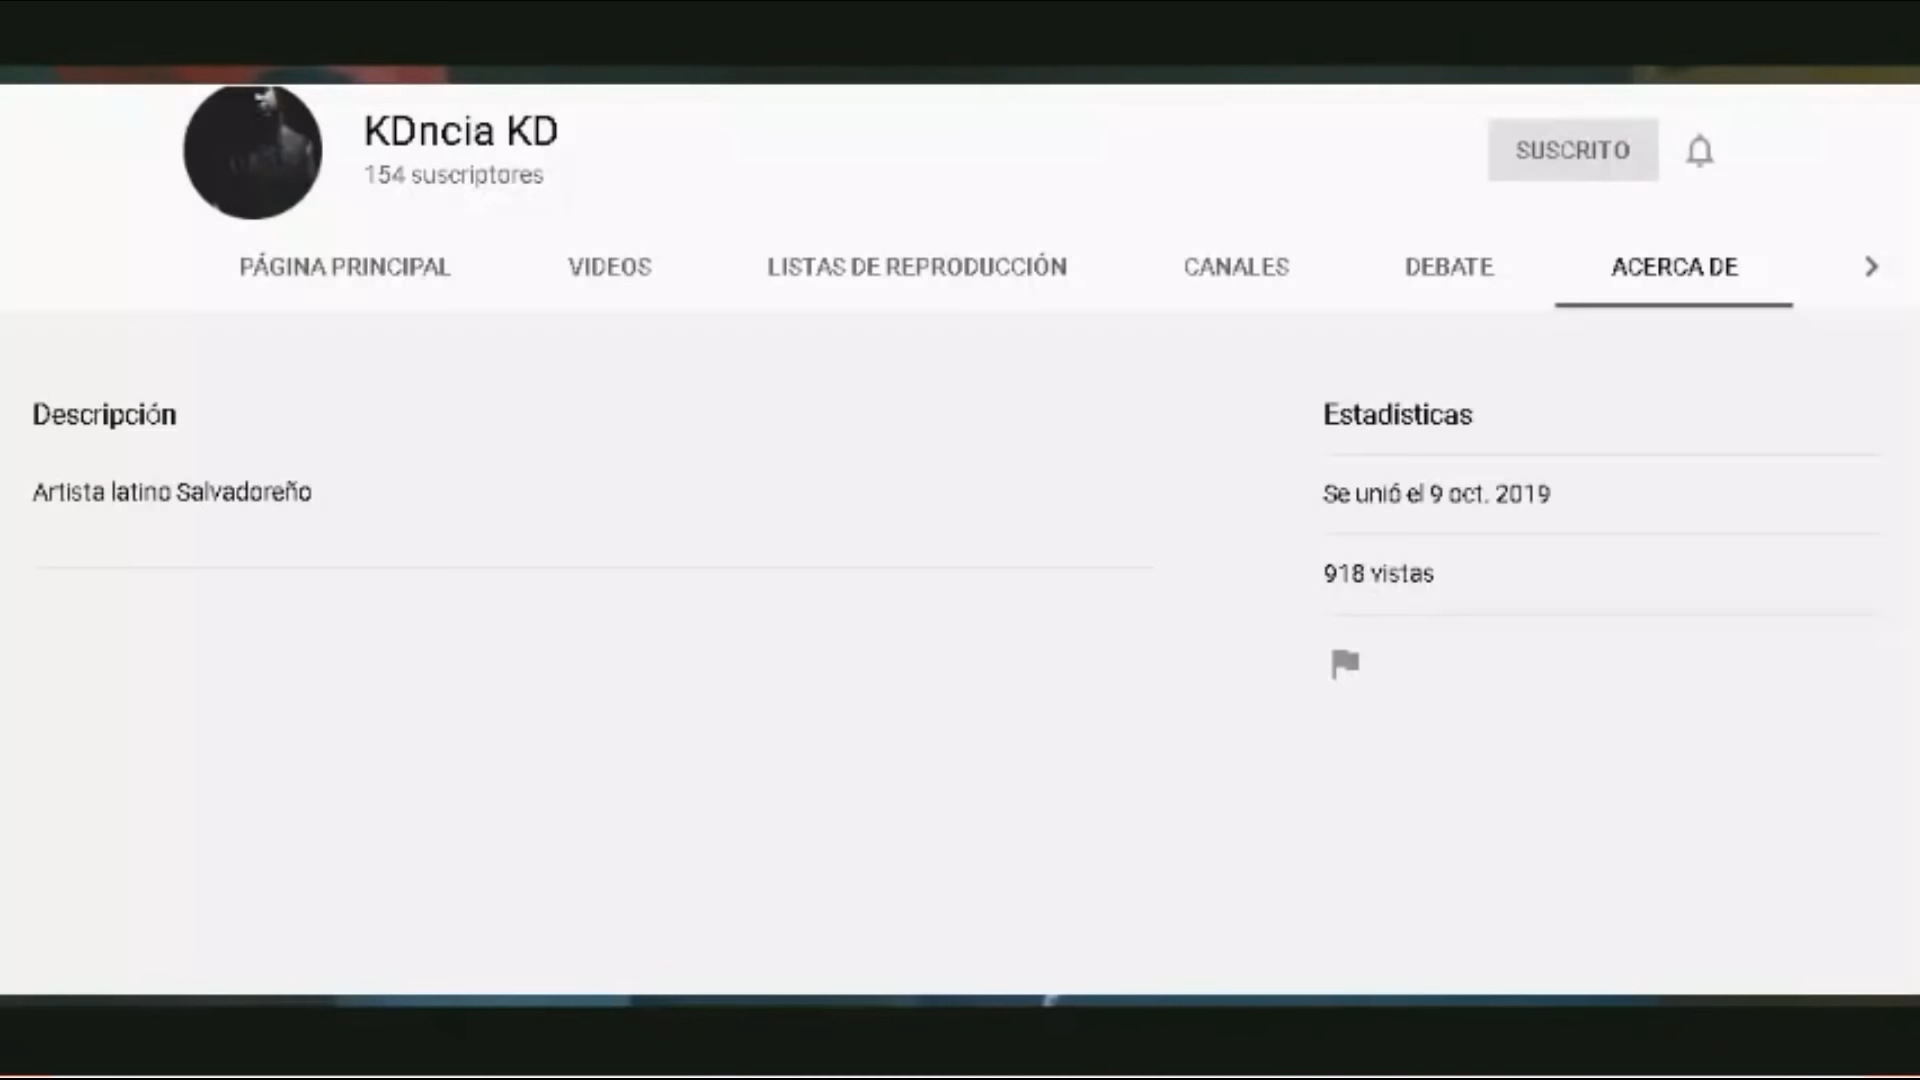 KDncia KD
154 suscriptores
SUSCRITO
PÁGINA PRINCIPAL VIDEOS LISTAS DE REPRODUCCIÓN CANALES DEBATE ACERCA DE
Descripción
Artista latino Salvadoreño
Estadísticas
Se unió el 9 oct. 2019
918 vistas